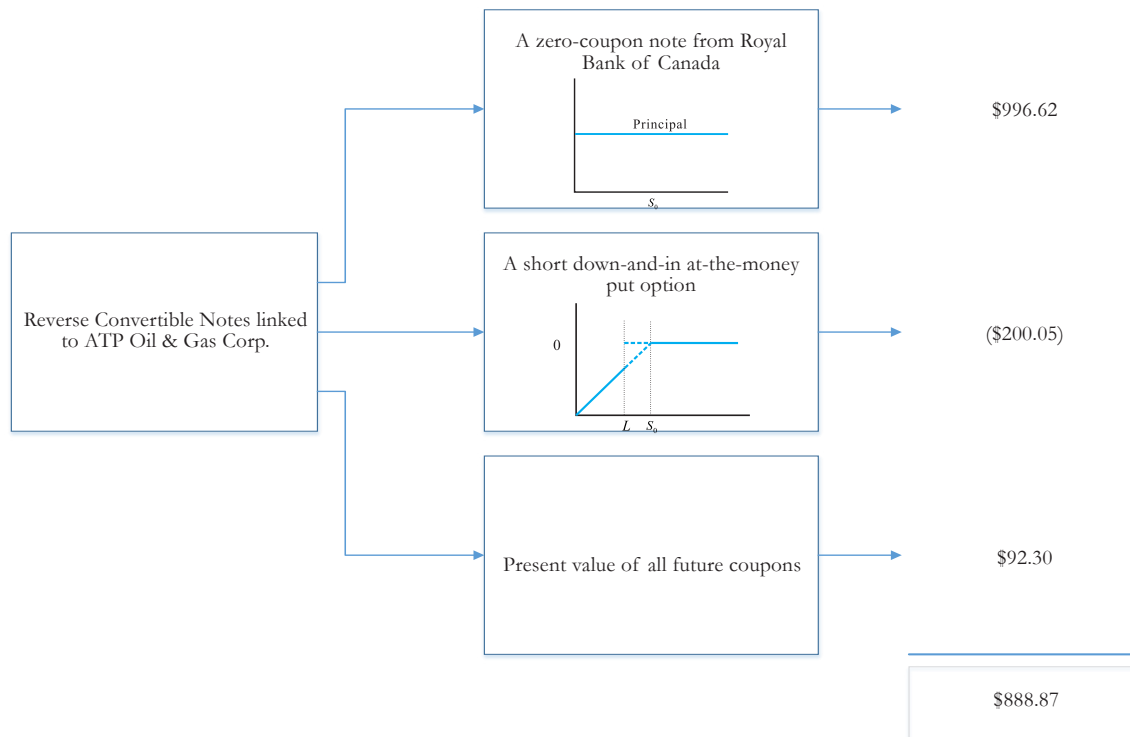 A zero-coupon note from Royal
Bank of Canada
Principal
S₀
$996.62
Reverse Convertible Notes linked
to ATP Oil & Gas Corp.
A short down-and-in at-the-money
put option
0
L S₀
($200.05)
Present value of all future coupons
$92.30
$888.87